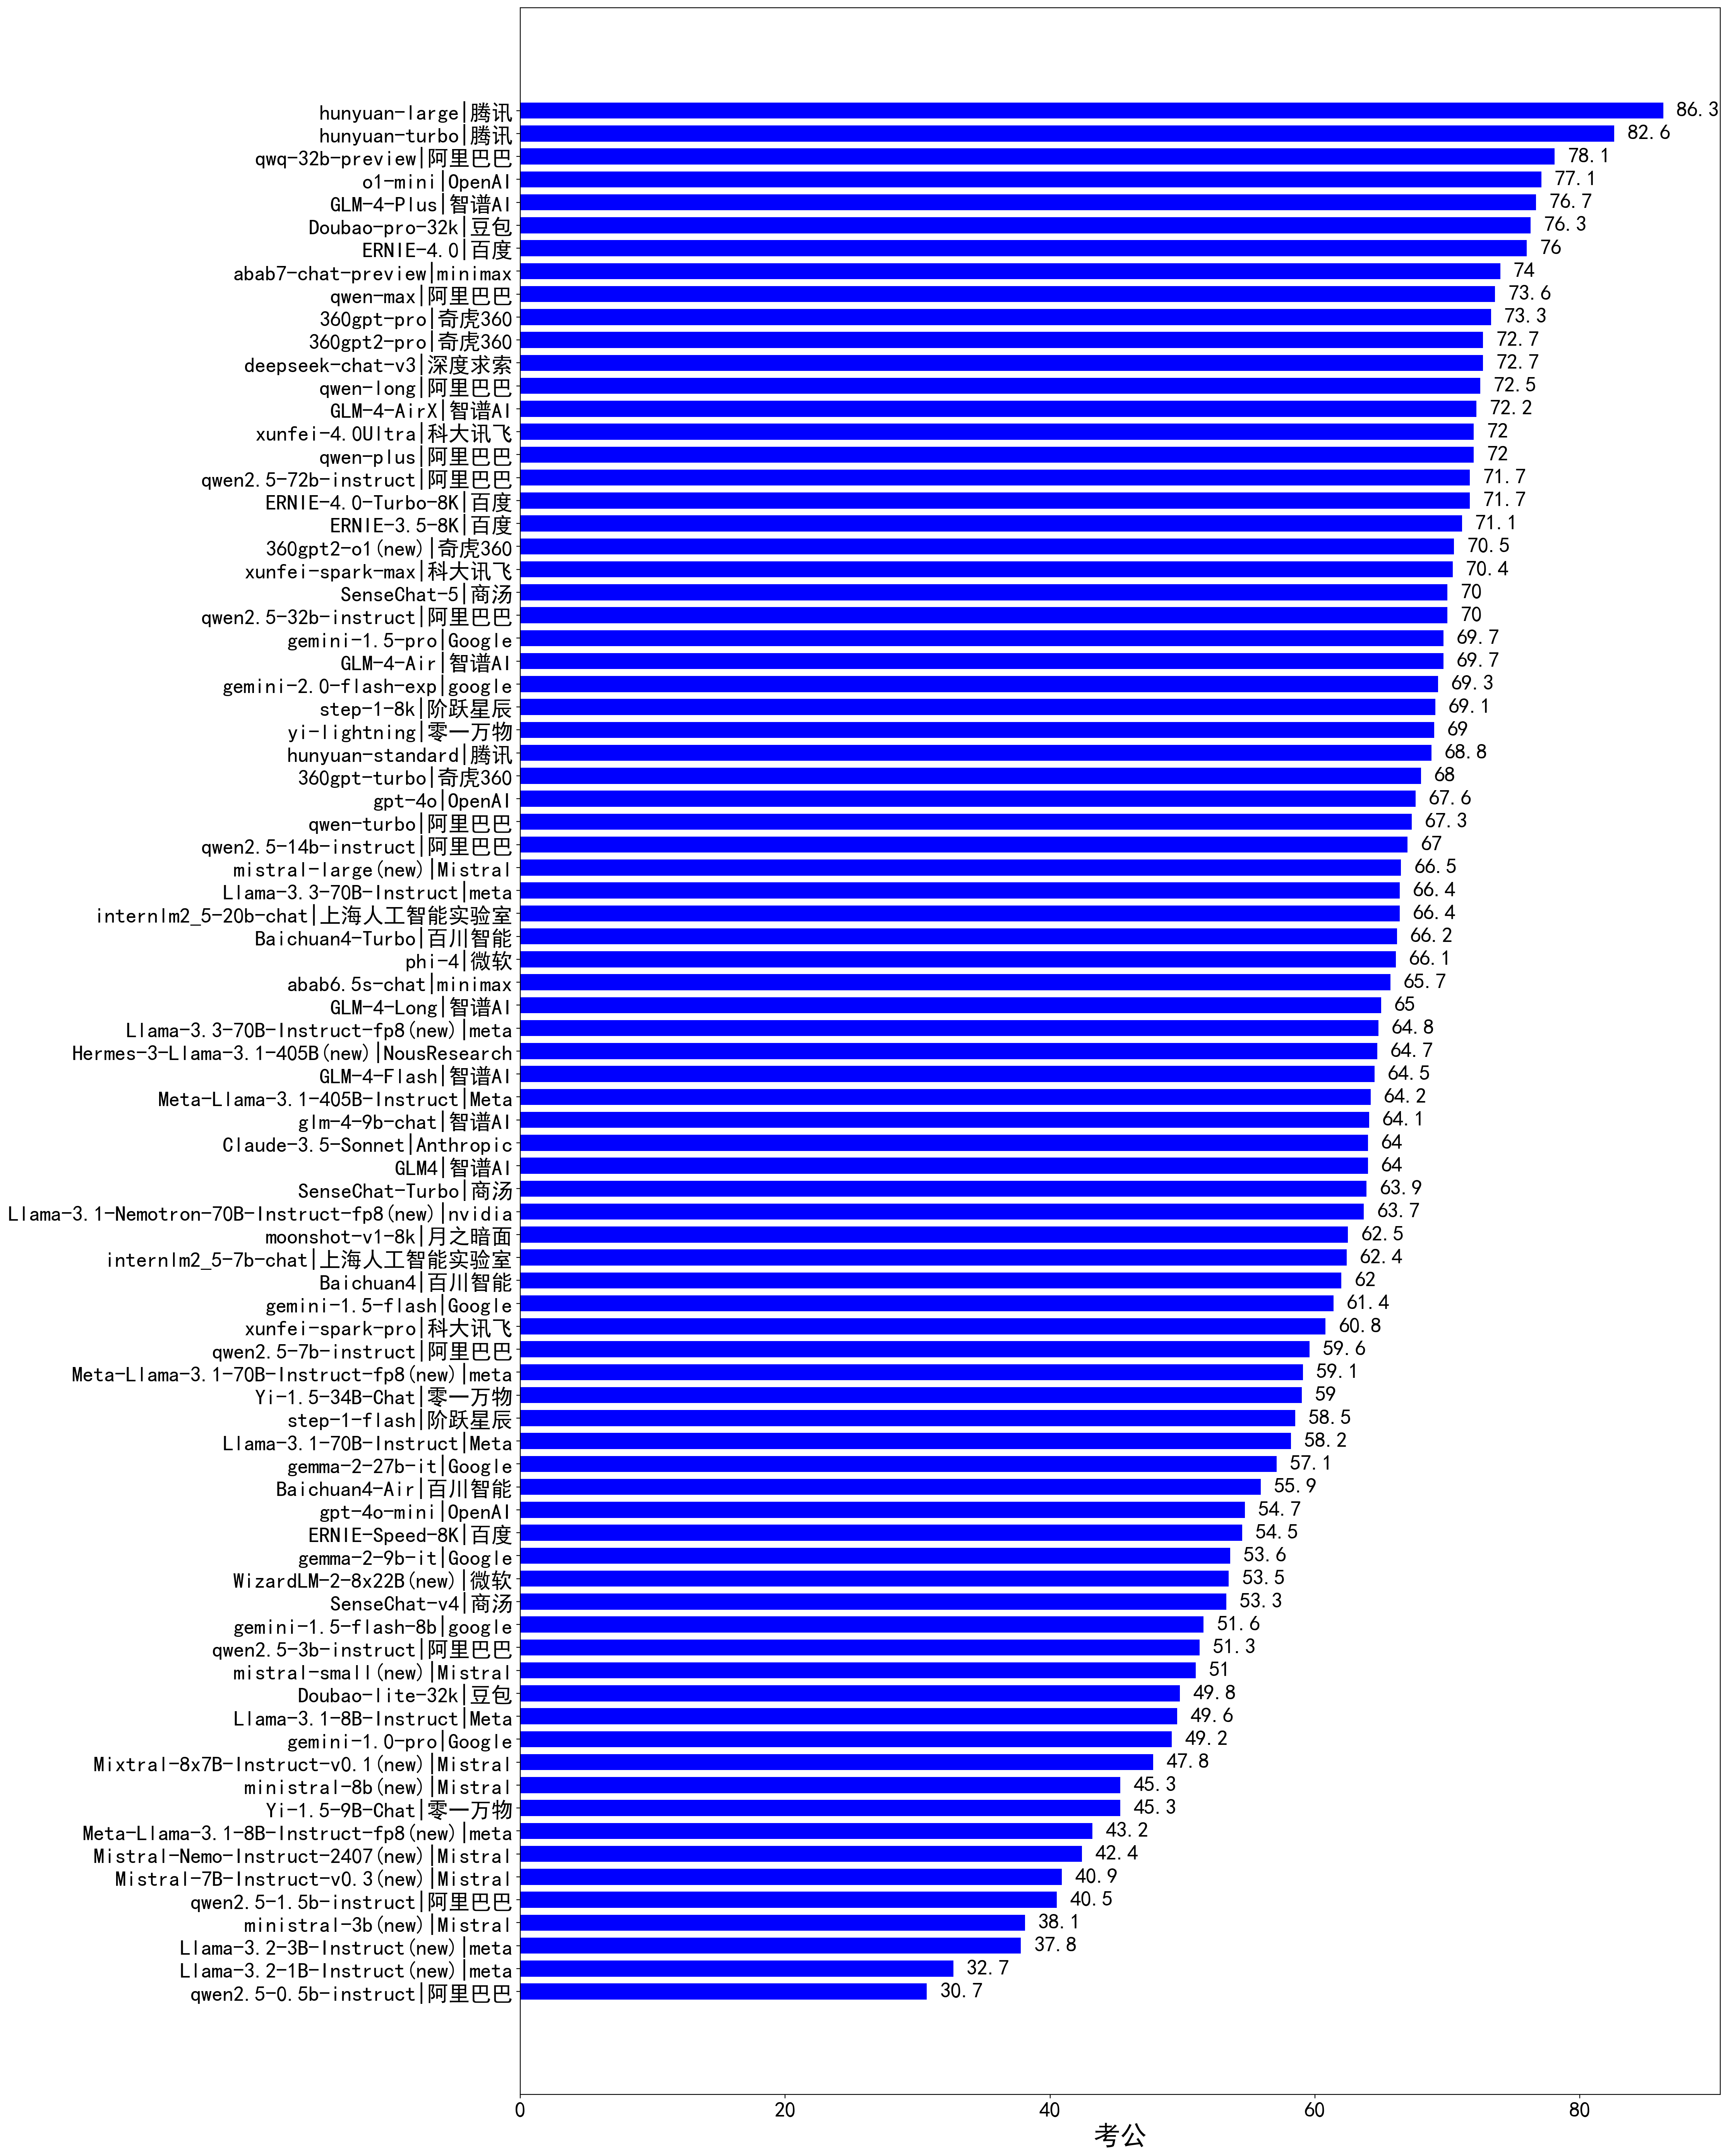 hunyuan-large|腾讯 86.3
hunyuan-turbo|腾讯 82.6
qwq-32b-preview|阿里巴巴 78.1
o1-mini|OpenAI 77.1
GLM-4-Plus|智谱AI 76.7
Doubao-pro-32k|豆包 76.3
ERNIE-4.0|百度 76
abab7-chat-preview|minimax 74
qwen-max|阿里巴巴 73.6
360gpt-pro|奇虎360 73.3
360gpt2-pro|奇虎360 72.7
deepseek-chat-v3|深度求索 72.7
qwen-long|阿里巴巴 72.5
GLM-4-AirX|智谱AI 72.2
xunfei-4.0Ultra|科大讯飞 72
qwen-plus|阿里巴巴 72
qwen2.5-72b-instruct|阿里巴巴 71.7
ERNIE-4.0-Turbo-8K|百度 71.7
ERNIE-3.5-8K|百度 71.1
360gpt2-o1(new)|奇虎360 70.5
xunfei-spark-max|科大讯飞 70.4
SenseChat-5|商汤 70
qwen2.5-32b-instruct|阿里巴巴 70
gemini-1.5-pro|Google 69.7
GLM-4-Air|智谱AI 69.7
gemini-2.0-flash-exp|google 69.3
step-1-8k|阶跃星辰 69.1
yi-lightning|零一万物 69
hunyuan-standard|腾讯 68.8
360gpt-turbo|奇虎360 68
gpt-4o|OpenAI 67.6
qwen-turbo|阿里巴巴 67.3
qwen2.5-14b-instruct|阿里巴巴 67
mistral-large(new)|Mistral 66.5
Llama-3.3-70B-Instruct|meta 66.4
internlm2_5-20b-chat|上海人工智能实验室 66.4
Baichuan4-Turbo|百川智能 66.2
phi-4|微软 66.1
abab6.5s-chat|minimax 65.7
GLM-4-Long|智谱AI 65
Llama-3.3-70B-Instruct-fp8(new)|meta 64.8
Hermes-3-Llama-3.1-405B(new)|NousResearch 64.7
GLM-4-Flash|智谱AI 64.5
Meta-Llama-3.1-405B-Instruct|Meta 64.2
glm-4-9b-chat|智谱AI 64.1
Claude-3.5-Sonnet|Anthropic 64
GLM4|智谱AI 64
SenseChat-Turbo|商汤 63.9
Llama-3.1-Nemotron-70B-Instruct-fp8(new)|nvidia 63.7
moonshot-v1-8k|月之暗面 62.5
internlm2_5-7b-chat|上海人工智能实验室 62.4
Baichuan4|百川智能 62
gemini-1.5-flash|Google 61.4
xunfei-spark-pro|科大讯飞 60.8
qwen2.5-7b-instruct|阿里巴巴 59.6
Meta-Llama-3.1-70B-Instruct-fp8(new)|meta 59.1
Yi-1.5-34B-Chat|零一万物 59
step-1-flash|阶跃星辰 58.5
Llama-3.1-70B-Instruct|Meta 58.2
gemma-2-27b-it|Google 57.1
Baichuan4-Air|百川智能 55.9
gpt-4o-mini|OpenAI 54.7
ERNIE-Speed-8K|百度 54.5
gemma-2-9b-it|Google 53.6
WizardLM-2-8x22B(new)|微软 53.5
SenseChat-v4|商汤 53.3
gemini-1.5-flash-8b|google 51.6
qwen2.5-3b-instruct|阿里巴巴 51.3
mistral-small(new)|Mistral 51
Doubao-lite-32k|豆包 49.8
Llama-3.1-8B-Instruct|Meta 49.6
gemini-1.0-pro|Google 49.2
Mixtral-8x7B-Instruct-v0.1(new)|Mistral 47.8
ministral-8b(new)|Mistral 45.3
Yi-1.5-9B-Chat|零一万物 45.3
Meta-Llama-3.1-8B-Instruct-fp8(new)|meta 43.2
Mistral-Nemo-Instruct-2407(new)|Mistral 42.4
Mistral-7B-Instruct-v0.3(new)|Mistral 40.9
qwen2.5-1.5b-instruct|阿里巴巴 40.5
ministral-3b(new)|Mistral 38.1
Llama-3.2-3B-Instruct(new)|meta 37.8
Llama-3.2-1B-Instruct(new)|meta 32.7
qwen2.5-0.5b-instruct|阿里巴巴 30.7
0 20 40 60 80
考公